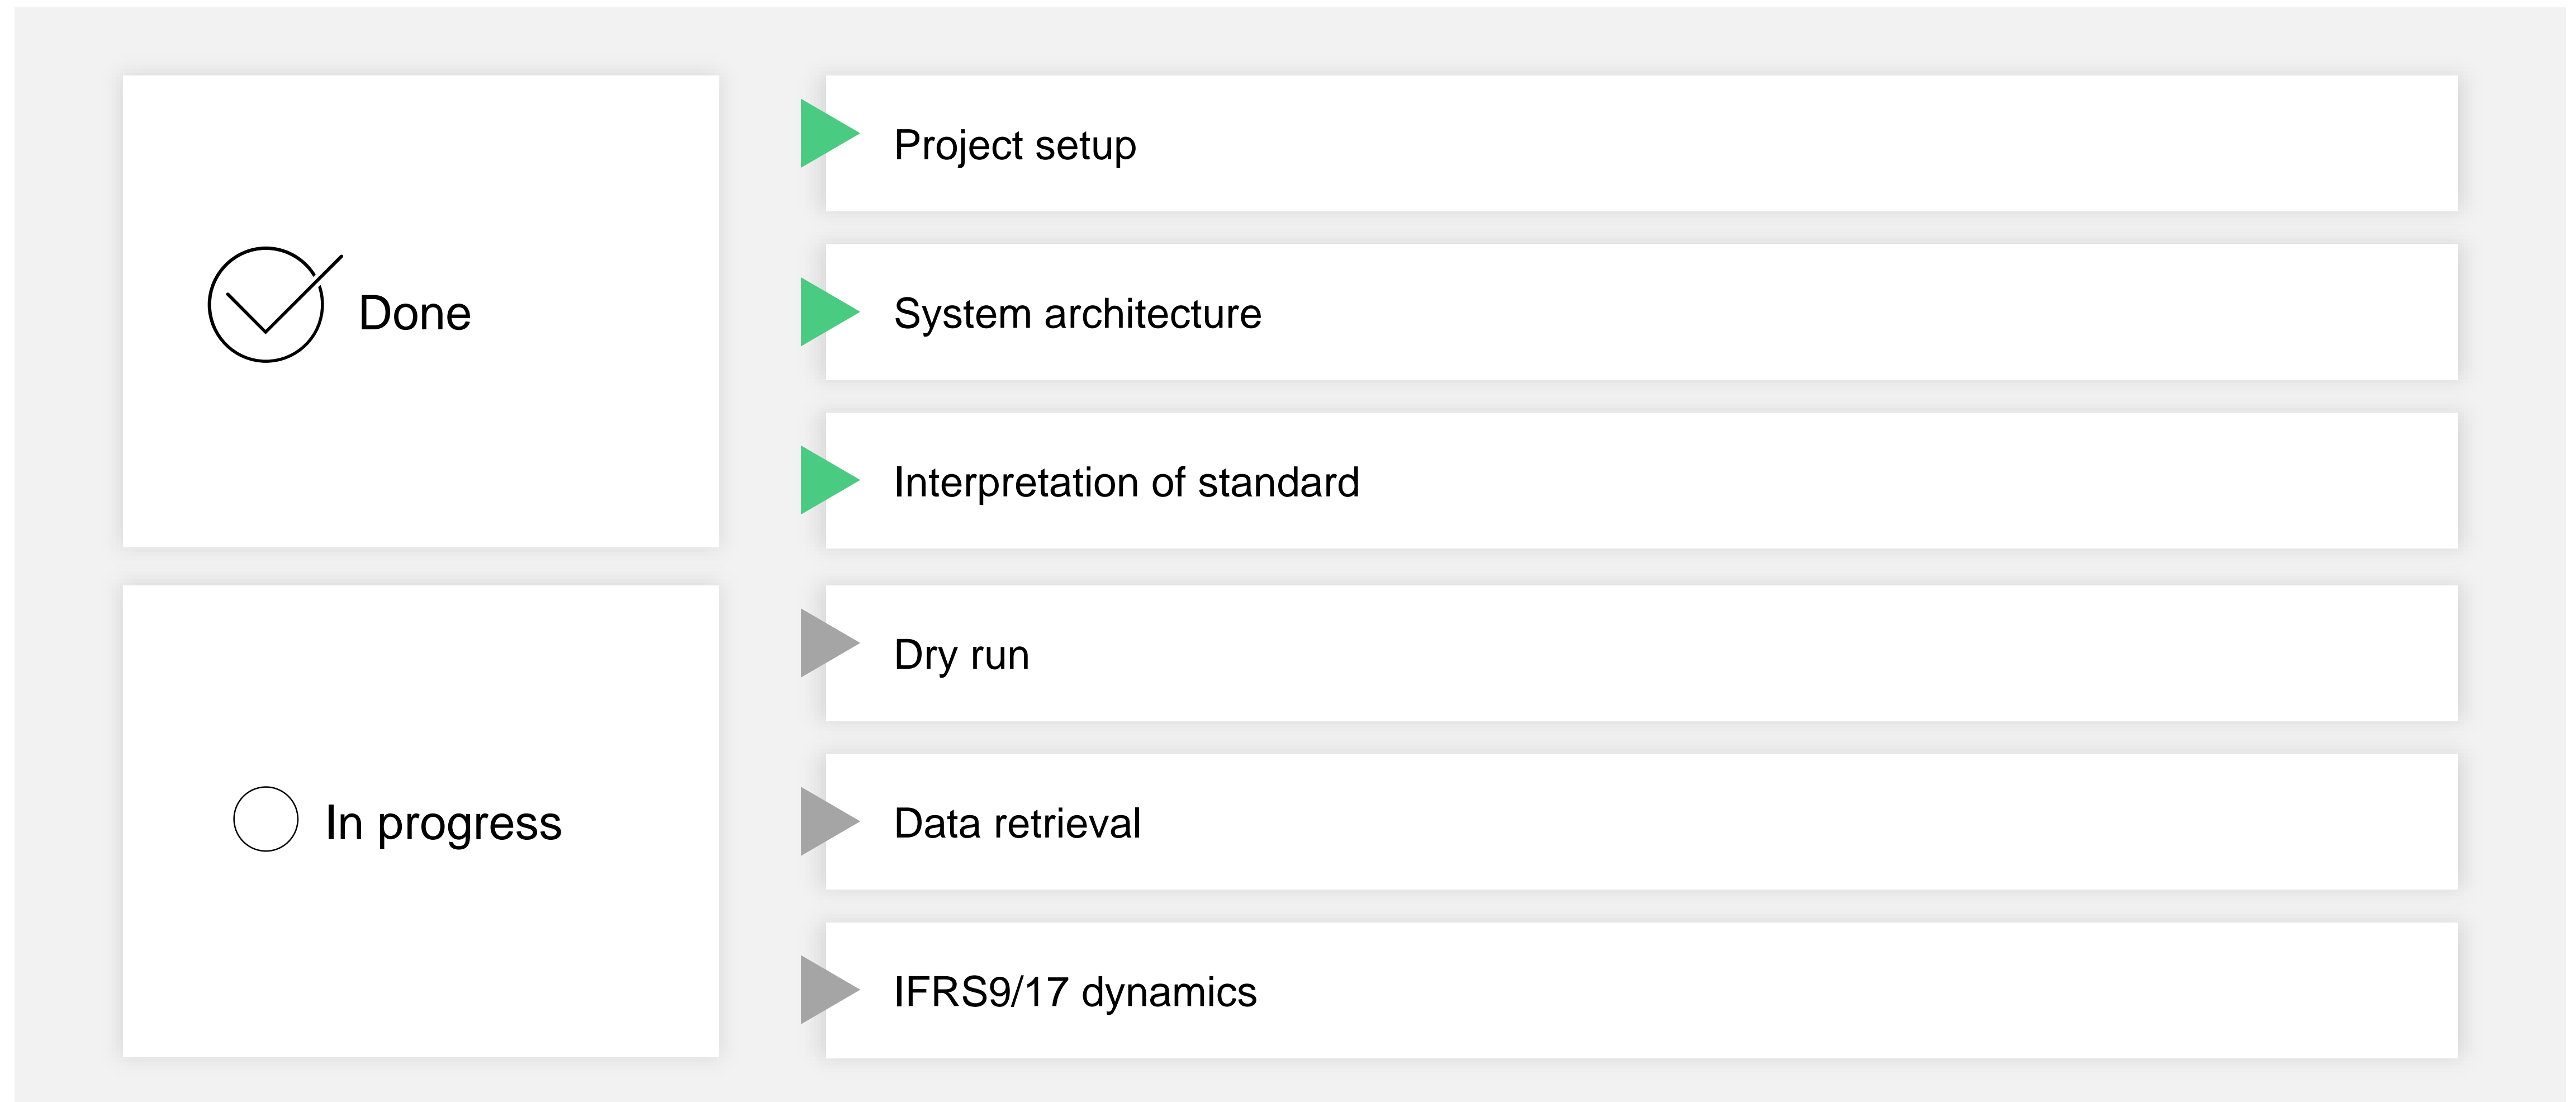 Done
Project setup
System architecture
Interpretation of standard
In progress
Dry run
Data retrieval
IFRS9/17 dynamics